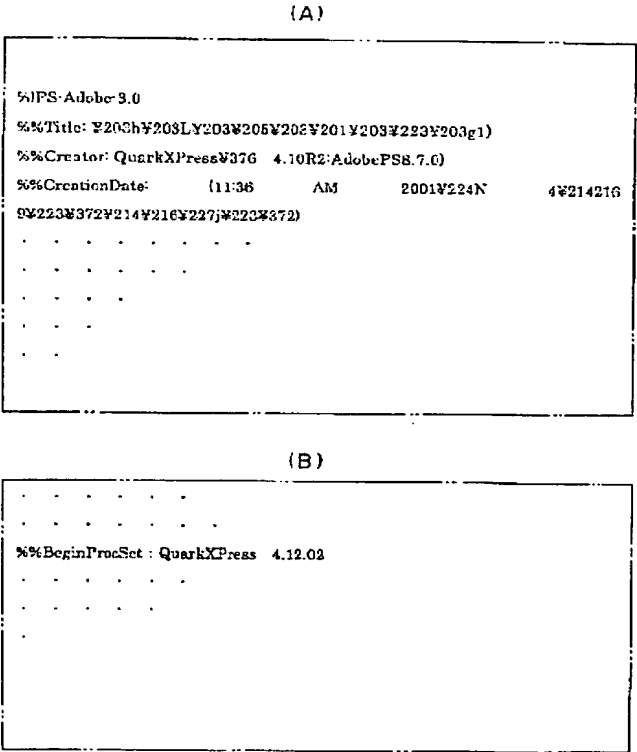 (A)
%!PS-Adobe-3.0
%%Title: ¥203h¥203L¥203¥205¥203¥201¥203¥223¥203g1)
%%Creator: QuarkXPress¥376 4.10R2:AdobePS8.7.0)
%%CreationDate: (11:36 AM 2001¥224N 4¥214216
9¥223¥372¥214¥216¥227j¥223¥372)
. . . . . . . .
. . . . . .
. . . .
. . .
. .
(B)
. . . . . .
. . . . . . .
%%BeginProcSet : QuarkXPress 4.12.02
. . . . . .
. . . . .
.